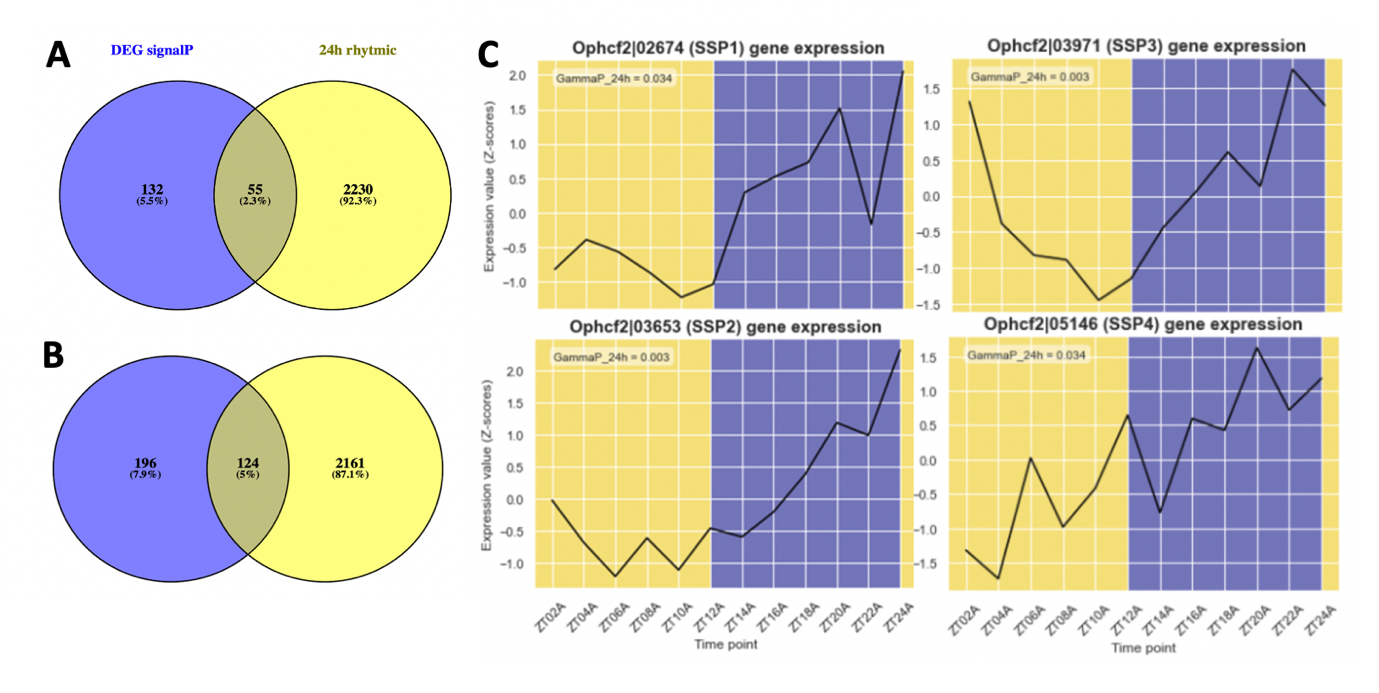 A
DEG signalP
24h rhytmic
132
(5.5%)
55
(2.3%)
2230
(92.3%)
B
196
(7.9%)
124
(5%)
2161
(87.1%)
C
Ophcf2|02674 (SSP1) gene expression
GammaP_24h = 0.034
Expression value (Z-scores)
2.0
1.5
1.0
0.5
0.0
−0.5
−1.0
Ophcf2|03971 (SSP3) gene expression
GammaP_24h = 0.003
1.5
1.0
0.5
0.0
−0.5
−1.0
−1.5
Ophcf2|03653 (SSP2) gene expression
GammaP_24h = 0.003
Expression value (Z-scores)
2.0
1.5
1.0
0.5
0.0
−0.5
−1.0
ZT02A
ZT04A
ZT06A
ZT08A
ZT10A
ZT12A
ZT14A
ZT16A
ZT18A
ZT20A
ZT22A
ZT24A
Time point
Ophcf2|05146 (SSP4) gene expression
GammaP_24h = 0.034
1.5
1.0
0.5
0.0
−0.5
−1.0
−1.5
ZT02A
ZT04A
ZT06A
ZT08A
ZT10A
ZT12A
ZT14A
ZT16A
ZT18A
ZT20A
ZT22A
ZT24A
Time point